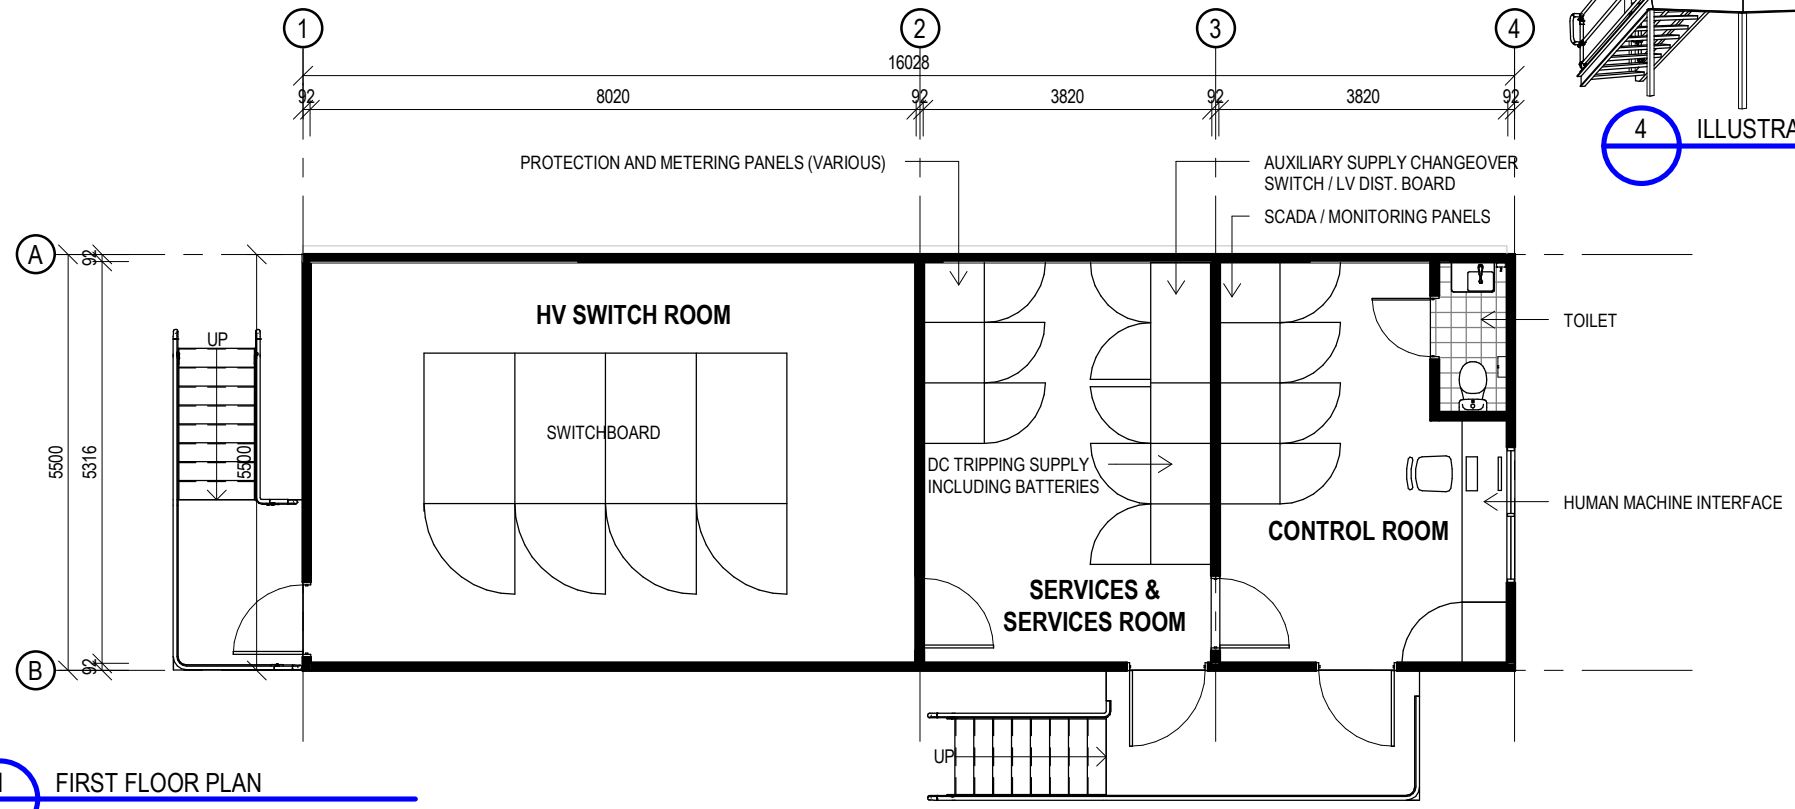 1
2
3
4
16028
92
8020
92
3820
92
3820
92
4
ILLUSTRA
PROTECTION AND METERING PANELS (VARIOUS)
AUXILIARY SUPPLY CHANGEOVER
SWITCH / LV DIST. BOARD
SCADA / MONITORING PANELS
A
92
HV SWITCH ROOM
TOILET
UP
SWITCHBOARD
5500
5316
5500
DC TRIPPING SUPPLY
INCLUDING BATTERIES
HUMAN MACHINE INTERFACE
CONTROL ROOM
SERVICES &
SERVICES ROOM
B
92
UP
FIRST FLOOR PLAN